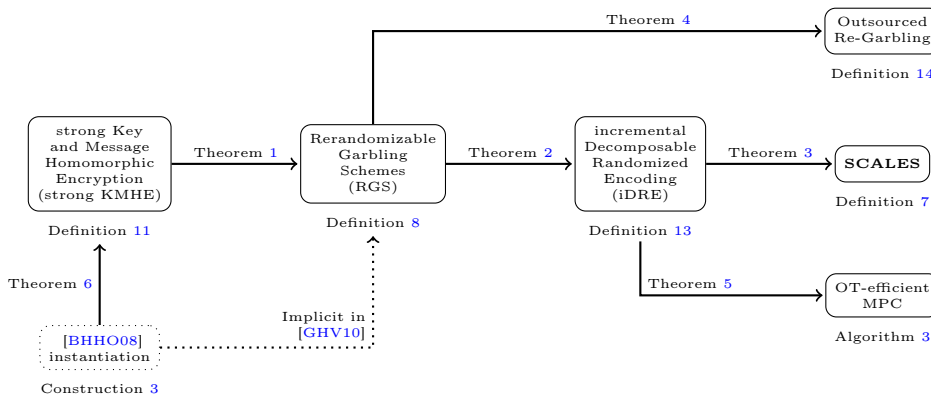 Theorem 4
Outsourced
Re-Garbling
Definition 14
strong Key
and Message
Homomorphic
Encryption
(strong KMHE)
Definition 11
Theorem 1
Rerandomizable
Garbling
Schemes
(RGS)
Definition 8
Theorem 2
incremental
Decomposable
Randomized
Encoding
(iDRE)
Definition 13
Theorem 3
SCALES
Definition 7
Theorem 6
Theorem 5
OT-efficient
MPC
Algorithm 3
Implicit in
[GHV10]
[BHHO08]
instantiation
Construction 3